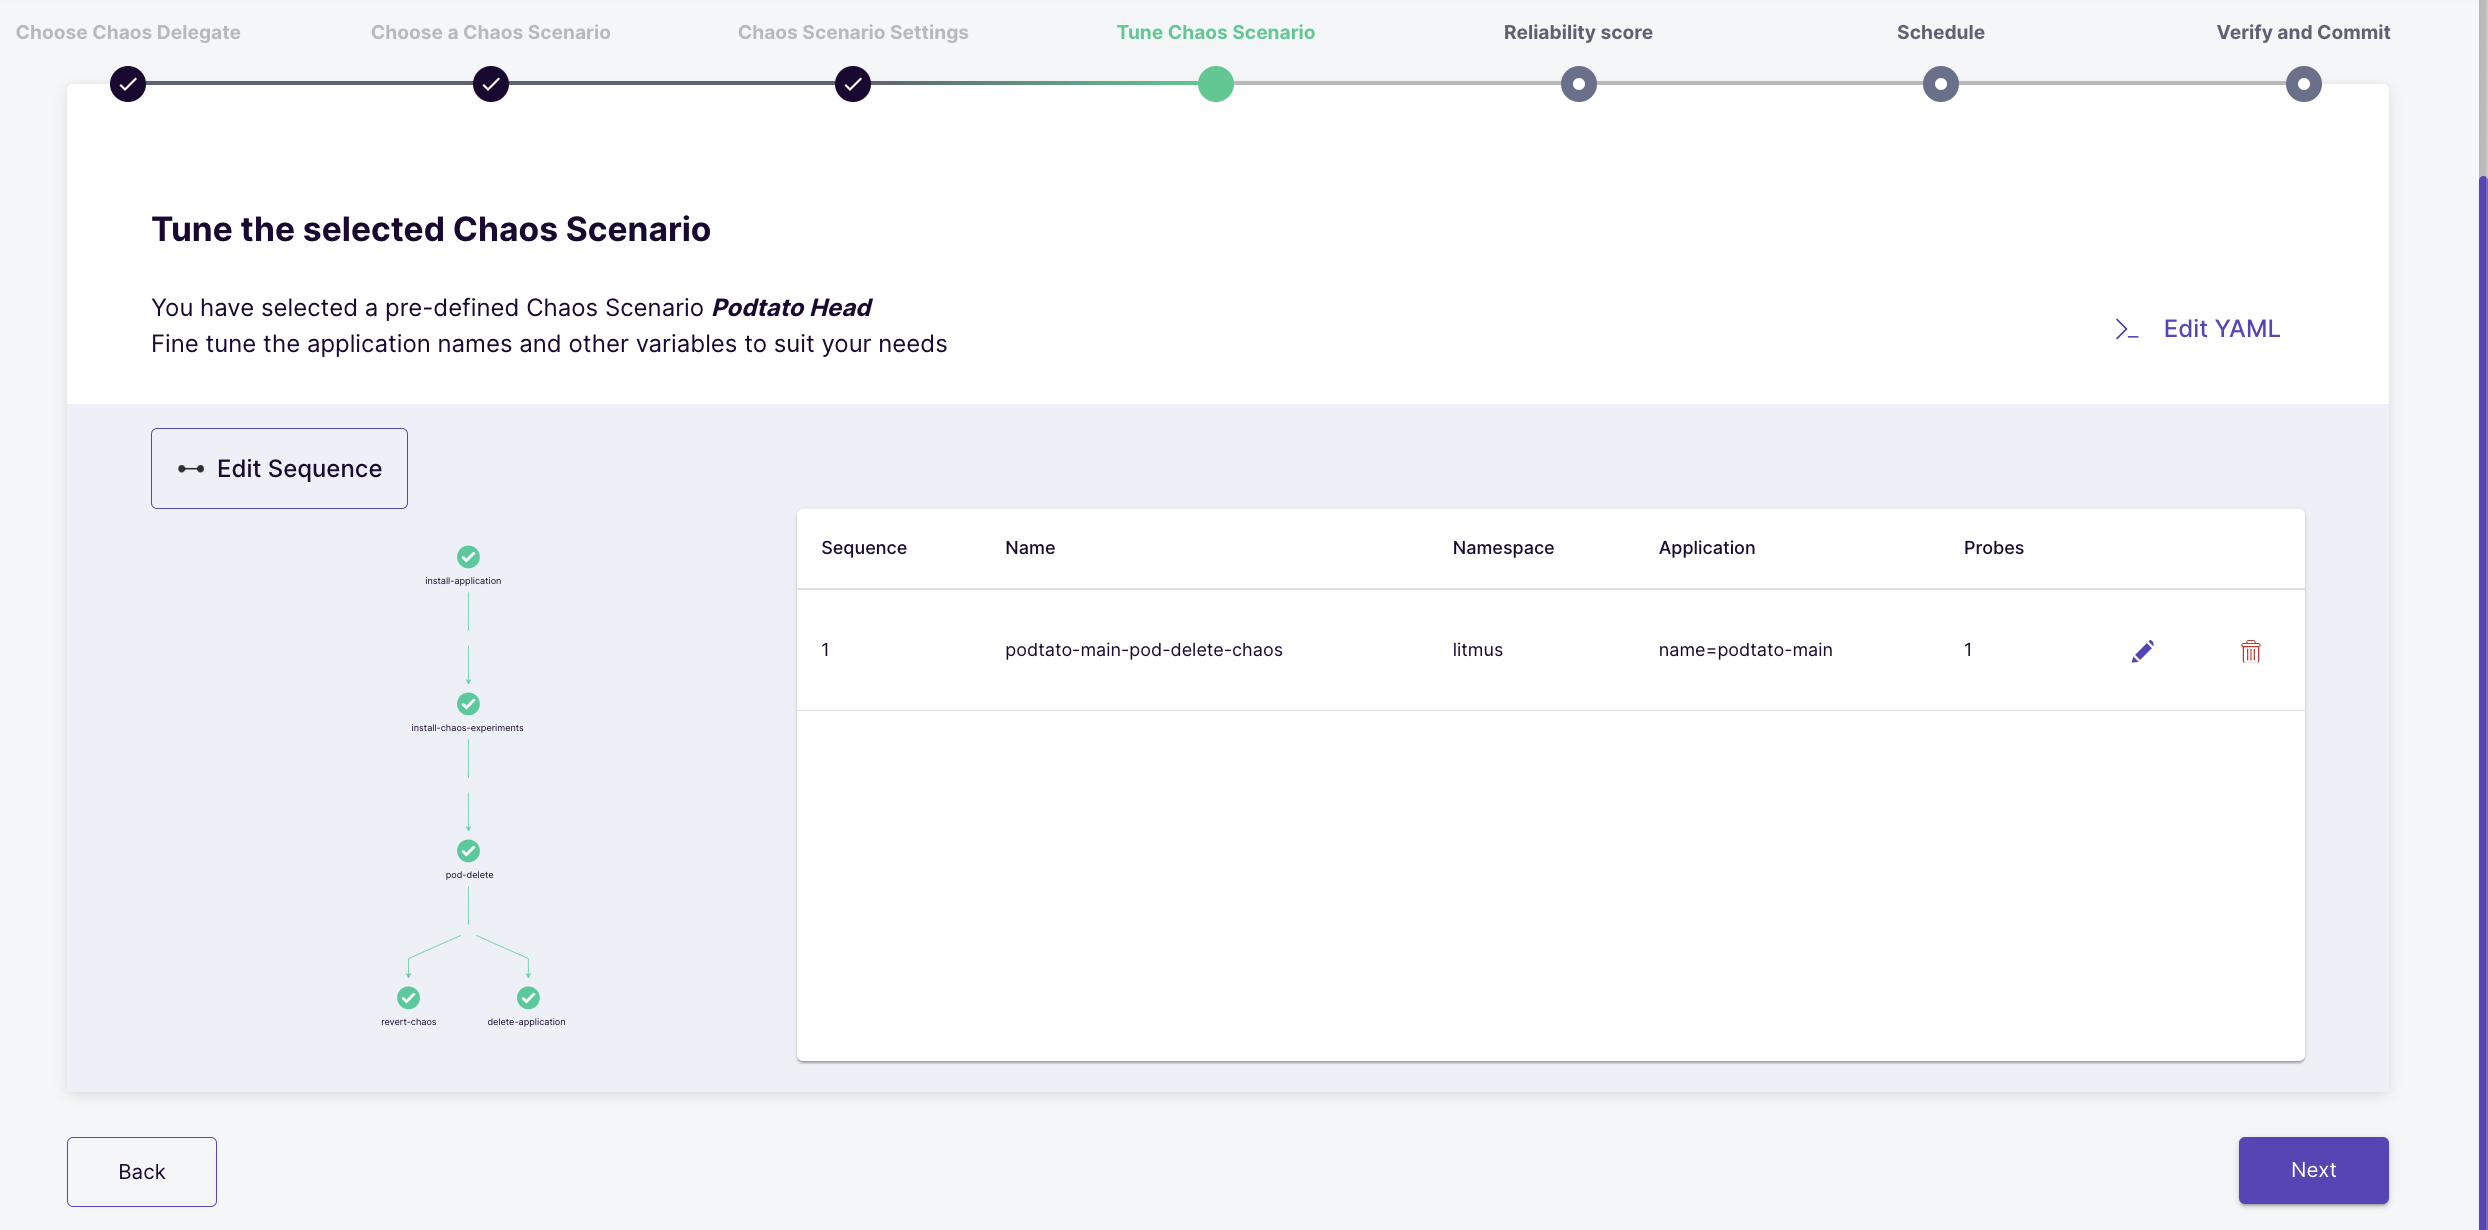 Choose Chaos Delegate
Choose a Chaos Scenario
Chaos Scenario Settings
Tune Chaos Scenario
Reliability score
Schedule
Verify and Commit
Tune the selected Chaos Scenario
You have selected a pre-defined Chaos Scenario Podtato Head
Fine tune the application names and other variables to suit your needs
Edit YAML
Edit Sequence
install-application
install-chaos-experiments
pod-delete
revert-chaos
delete-application
Sequence Name Namespace Application Probes
1 podtato-main-pod-delete-chaos litmus name=podtato-main 1
Back
Next